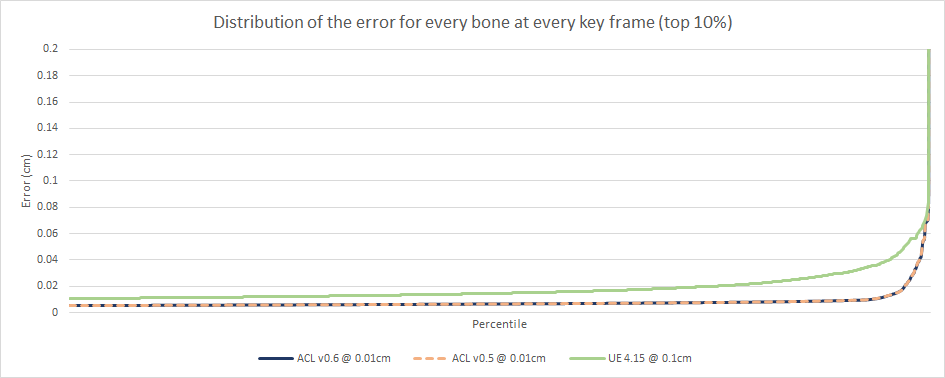 Distribution of the error for every bone at every key frame (top 10%)
0.2
0.18
0.16
0.14
0.12
0.1
0.08
0.06
0.04
0.02
0
Error (cm)
Percentile
ACL v0.6 @ 0.01cm ACL v0.5 @ 0.01cm UE 4.15 @ 0.1cm